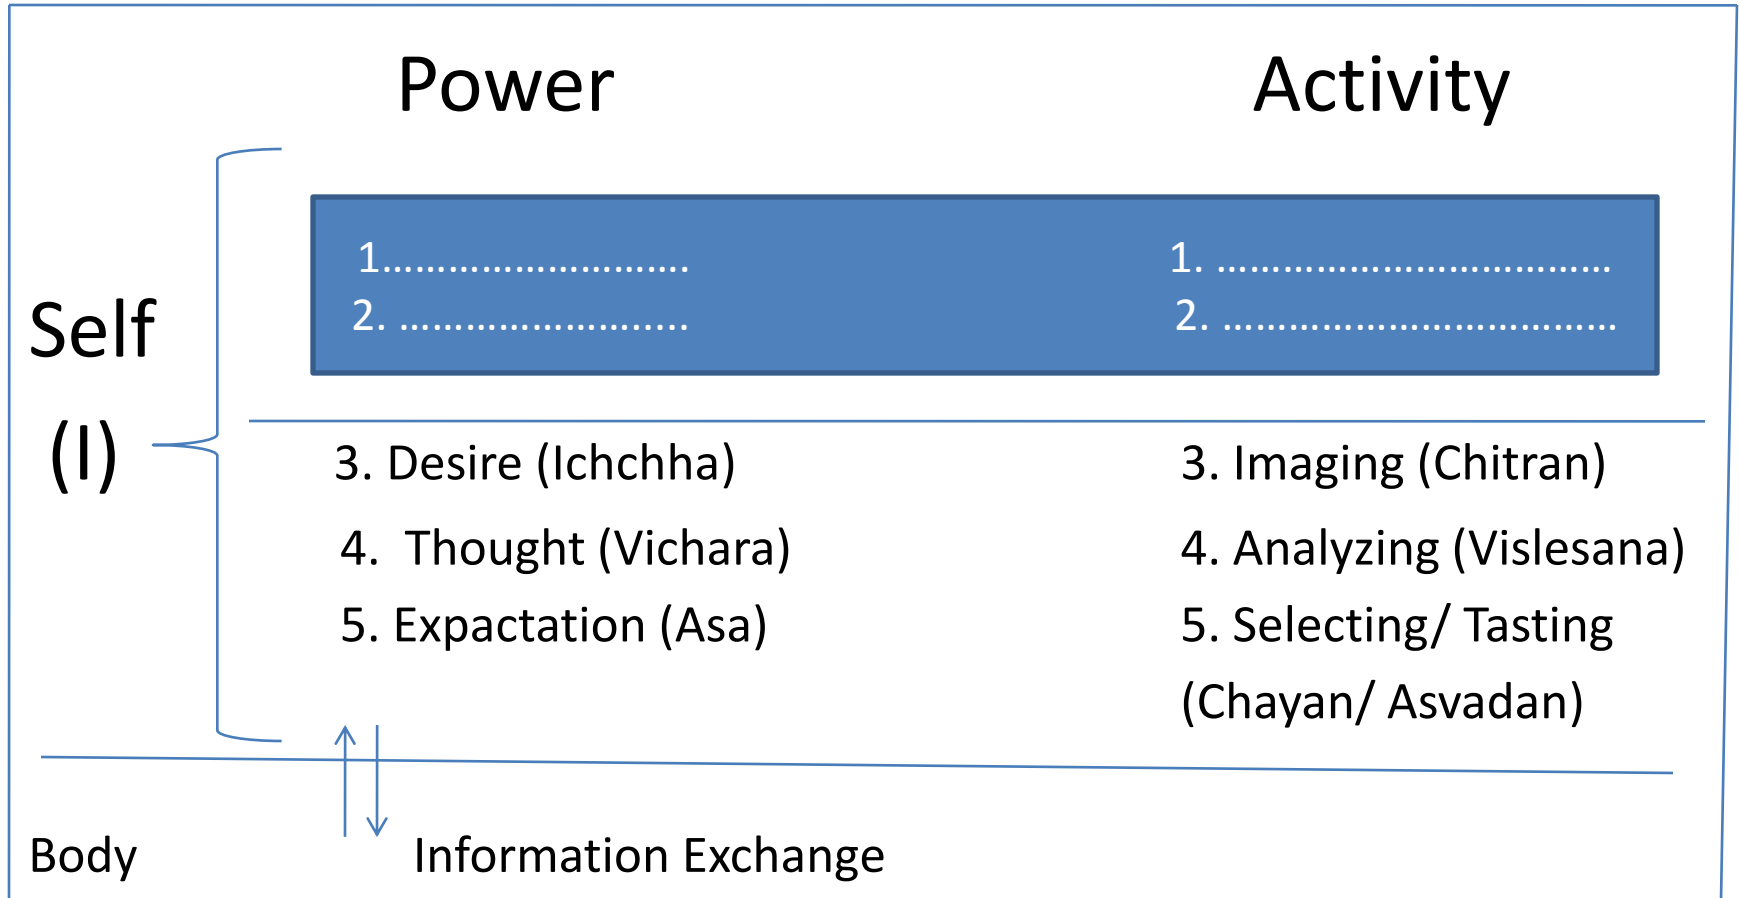 Power Activity
1………………………. 1. ………………………………
2. …………………..... 2. ………………………………
Self
(I)
3. Desire (Ichchha) 3. Imaging (Chitran)
4. Thought (Vichara) 4. Analyzing (Vislesana)
5. Expactation (Asa) 5. Selecting/ Tasting
(Chayan/ Asvadan)
Body Information Exchange